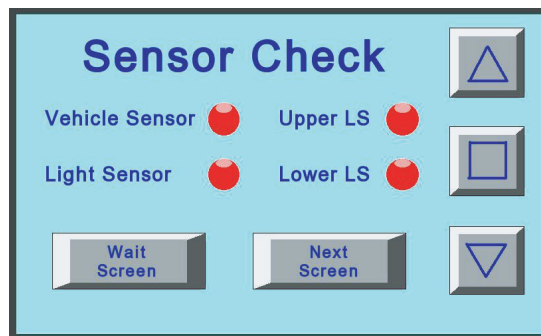 Sensor Check
Vehicle Sensor
Upper LS
Light Sensor
Lower LS
Wait
Screen
Next
Screen